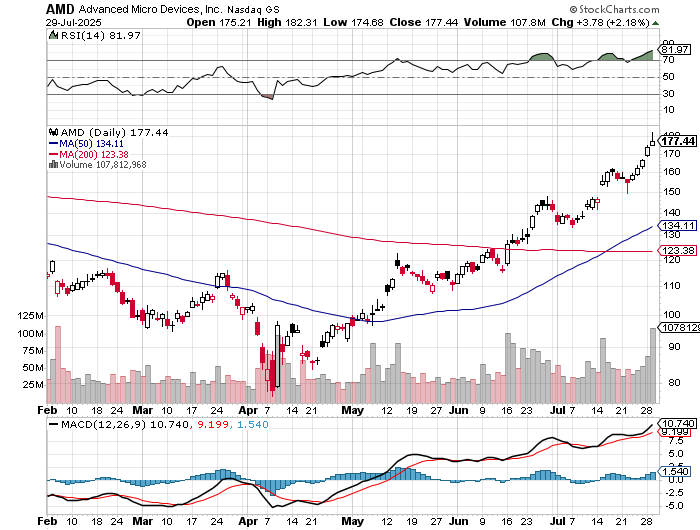 AMD Advanced Micro Devices, Inc. Nasdaq GS © StockCharts.com
29-Jul-2025 Open 175.21 High 182.31 Low 174.68 Close 177.44 Volume 107.8M Chg +3.78 (+2.18%)
RSI(14) 81.97
90
81.97
70
50
30
10
AMD (Daily) 177.44
MA(50) 134.11
MA(200) 123.38
Volume 107,812,968
180
177.44
170
160
150
140
134.11
130
123.38
120
110
100
90
80
125M
100M
75M
50M
25M
1078129
Feb 10 18 24 Mar 10 17 24 Apr 7 14 21 May 12 19 27 Jun 9 16 23 Jul 7 14 21 28
MACD(12,26,9) 10.740, 9.199, 1.540
10.740
9.199
7.5
5.0
2.5
1.540
0.0
-2.5
-5.0
Feb 10 18 24 Mar 10 17 24 Apr 7 14 21 May 12 19 27 Jun 9 16 23 Jul 7 14 21 28